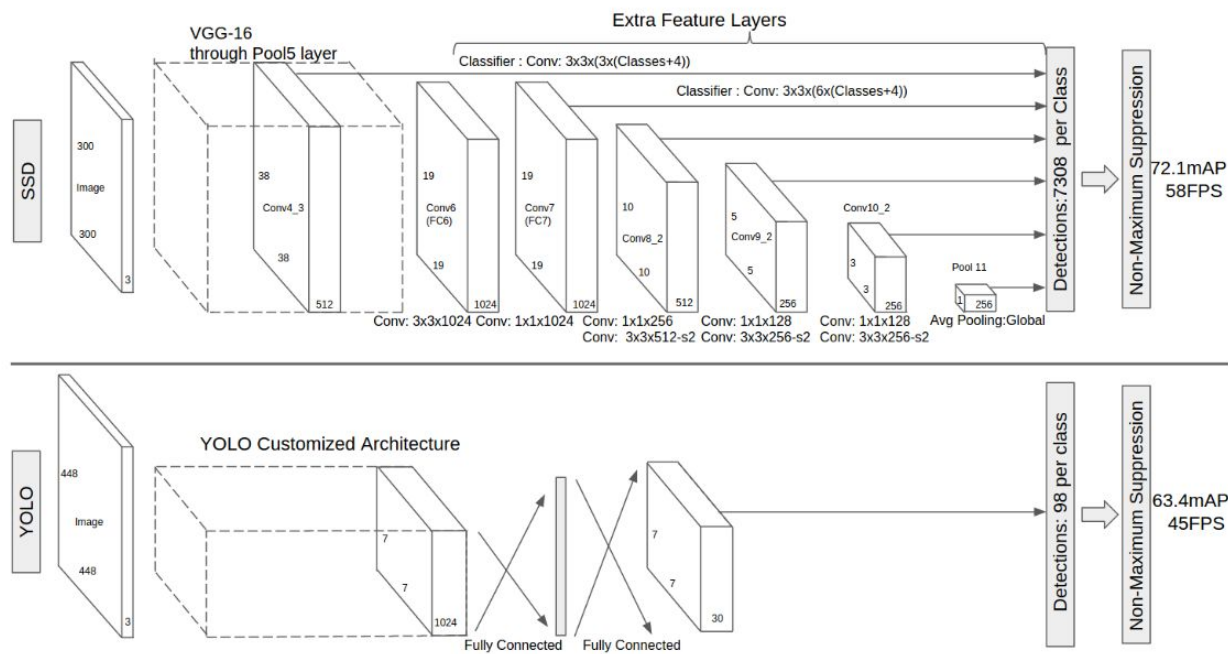 Extra Feature Layers
VGG-16
through Pool5 layer
Classifier : Conv: 3x3x(3x(Classes+4))
Classifier : Conv: 3x3x(6x(Classes+4))
SSD
300
Image
300
3
38
Conv4_3
38
512
19
Conv6
(FC6)
19
1024
19
Conv7
(FC7)
19
1024
10
Conv8_2
10
512
5
Conv9_2
5
256
Conv10_2
3
3
256
Pool 11
1
256
Conv: 3x3x1024
Conv: 1x1x1024
Conv: 1x1x256
Conv: 3x3x512-s2
Conv: 1x1x128
Conv: 3x3x256-s2
Conv: 1x1x128
Conv: 3x3x256-s2
Avg Pooling:Global
Detections:7308 per Class
Non-Maximum Suppression
72.1mAP
58FPS
YOLO
448
Image
448
3
YOLO Customized Architecture
7
7
1024
Fully Connected
Fully Connected
7
7
30
Detections: 98 per class
Non-Maximum Suppression
63.4mAP
45FPS